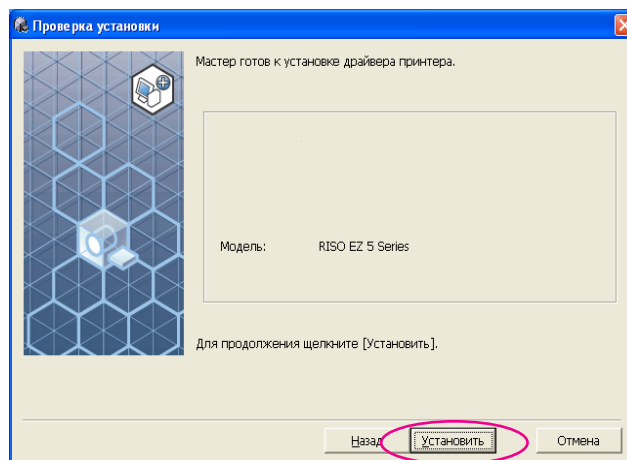 Проверка установки
Мастер готов к установке драйвера принтера.
Модель: RISO EZ 5 Series
Для продолжения щелкните [Установить].
Назад Установить Отмена